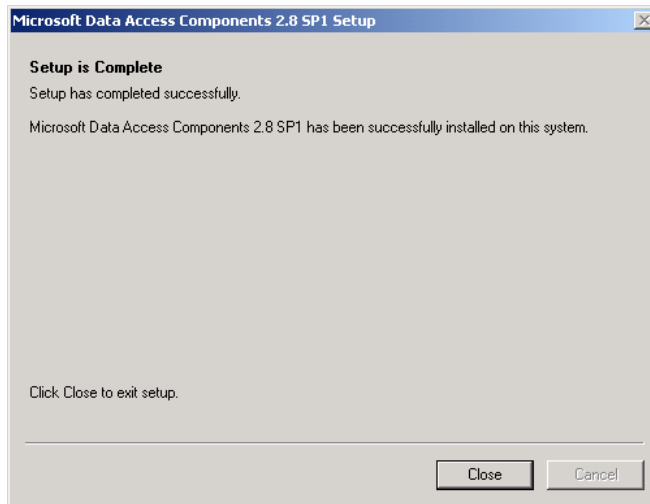 Microsoft Data Access Components 2.8 SP1 Setup
Setup is Complete
Setup has completed successfully.
Microsoft Data Access Components 2.8 SP1 has been successfully installed on this system.
Click Close to exit setup.
Close Cancel